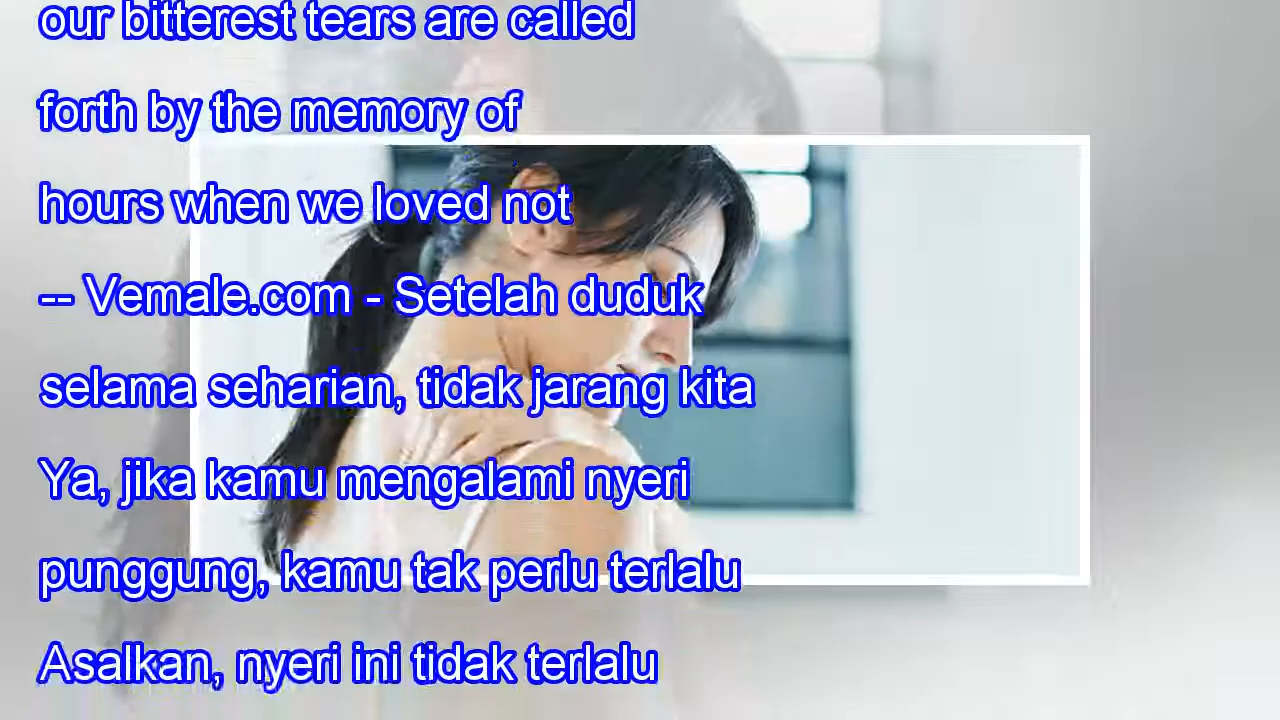 our bitterest tears are called
forth by the memory of
hours when we loved not
-- Vemale.com - Setelah duduk
selama seharian, tidak jarang kita
Ya, jika kamu mengalami nyeri
punggung, kamu tak perlu terlalu
Asalkan, nyeri ini tidak terlalu